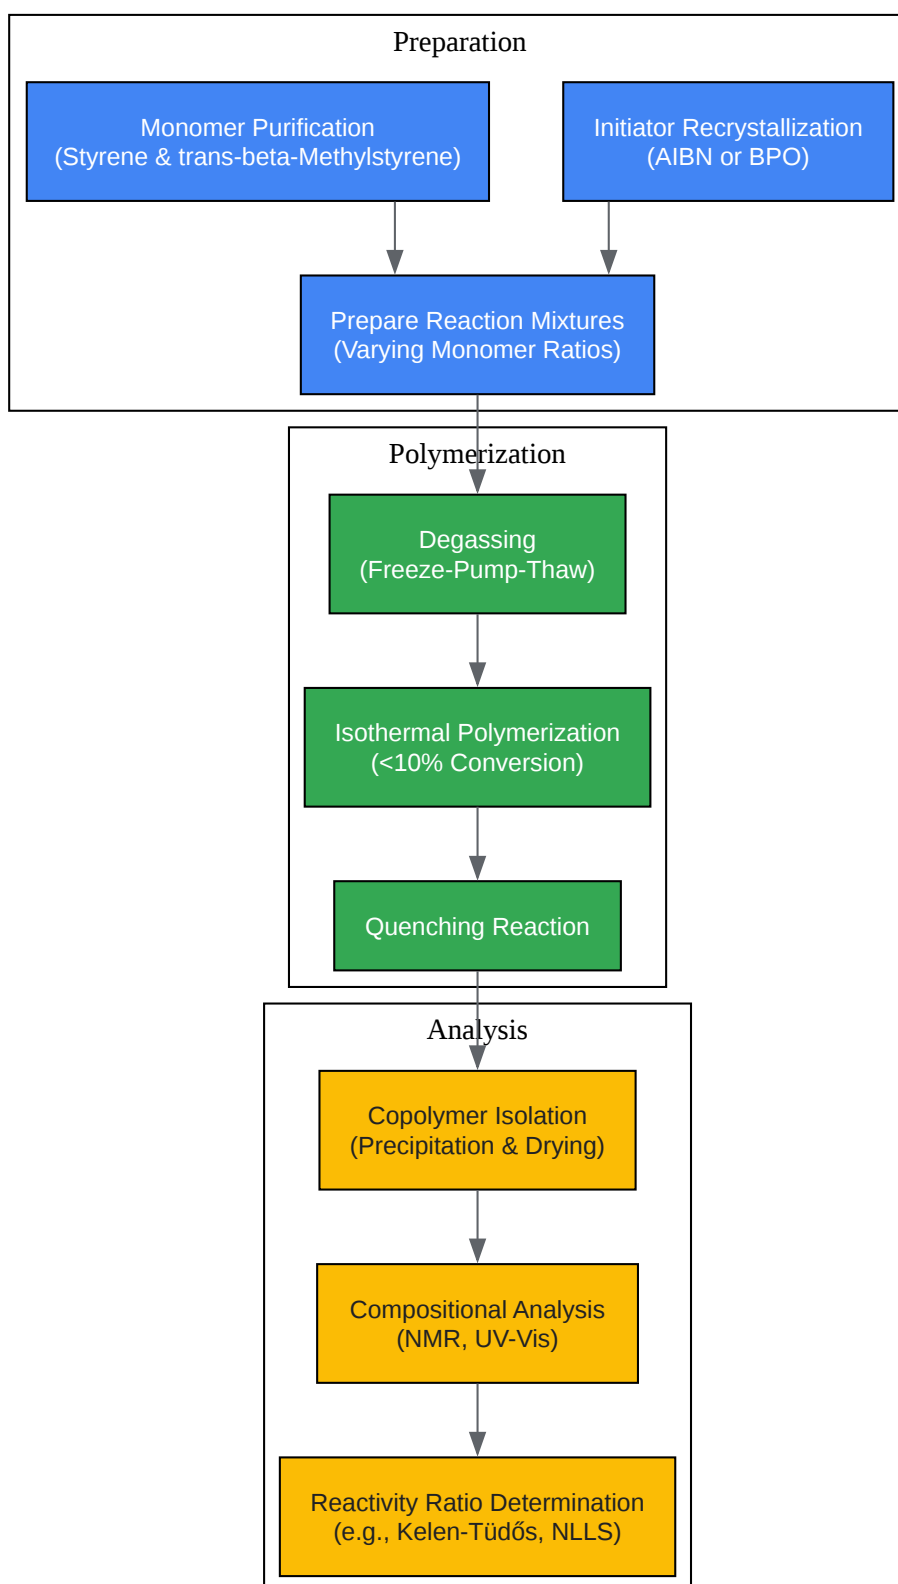 Preparation
Monomer Purification
(Styrene & trans-beta-Methylstyrene)
Initiator Recrystallization
(AIBN or BPO)
Prepare Reaction Mixtures
(Varying Monomer Ratios)
Polymerization
Degassing
(Freeze-Pump-Thaw)
Isothermal Polymerization
(<10% Conversion)
Quenching Reaction
Analysis
Copolymer Isolation
(Precipitation & Drying)
Compositional Analysis
(NMR, UV-Vis)
Reactivity Ratio Determination
(e.g., Kelen-Tüdős, NLLS)